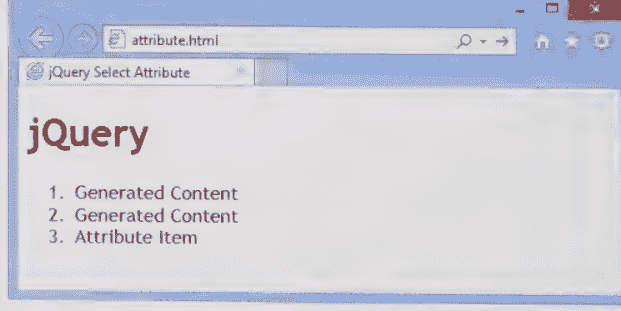 attribute.html
jQuery Select Attribute
jQuery
1. Generated Content
2. Generated Content
3. Attribute Item